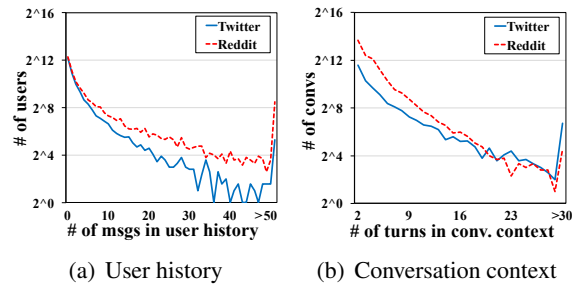 2^16
2^12
2^8
2^4
2^0
# of users
Twitter
Reddit
0 10 20 30 40 >50
# of msgs in user history
(a) User history
2^16
2^12
2^8
2^4
2^0
# of convs
Twitter
Reddit
2 9 16 23 >30
# of turns in conv. context
(b) Conversation context